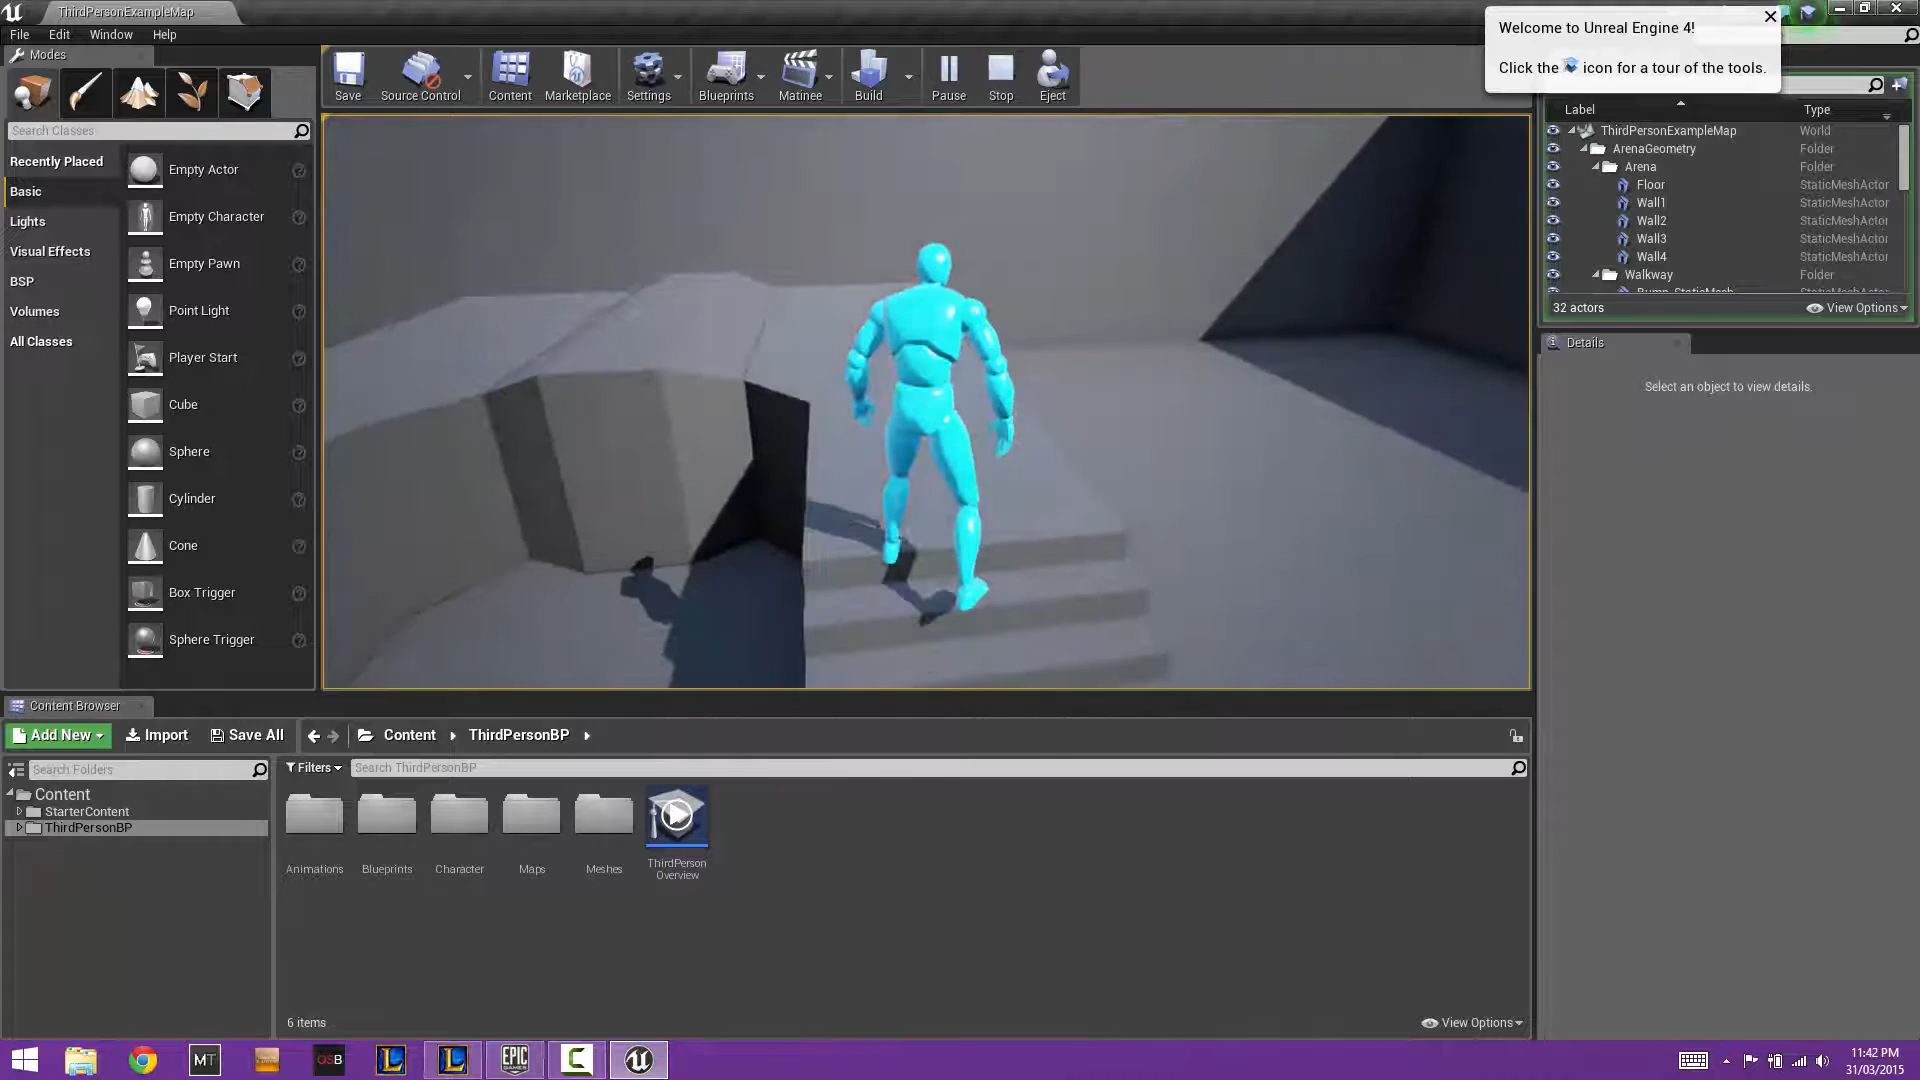 ThirdPersonExampleMap
File Edit Window Help
Welcome to Unreal Engine 4!
Click the icon for a tour of the tools.
Modes
Save
Source Control
Content
Marketplace
Settings
Blueprints
Matinee
Build
Pause
Stop
Eject
Search Classes
Recently Placed
Basic
Lights
Visual Effects
BSP
Volumes
All Classes
Empty Actor
Empty Character
Empty Pawn
Point Light
Player Start
Cube
Sphere
Cylinder
Cone
Box Trigger
Sphere Trigger
Label Type
ThirdPersonExampleMap World
ArenaGeometry Folder
Arena Folder
Floor StaticMeshActor
Wall1 StaticMeshActor
Wall2 StaticMeshActor
Wall3 StaticMeshActor
Wall4 StaticMeshActor
Walkway Folder
Bump_StaticMesh
32 actors View Options
Details
Select an object to view details.
Content Browser
Add New Import Save All Content ThirdPersonBP
Search Folders
Filters Search ThirdPersonBP
Content
StarterContent
ThirdPersonBP
Animations
Blueprints
Character
Maps
Meshes
ThirdPerson
Overview
6 items View Options
MT
OSB
L
L
EPIC
GAMES
C
11:42 PM
31/03/2015